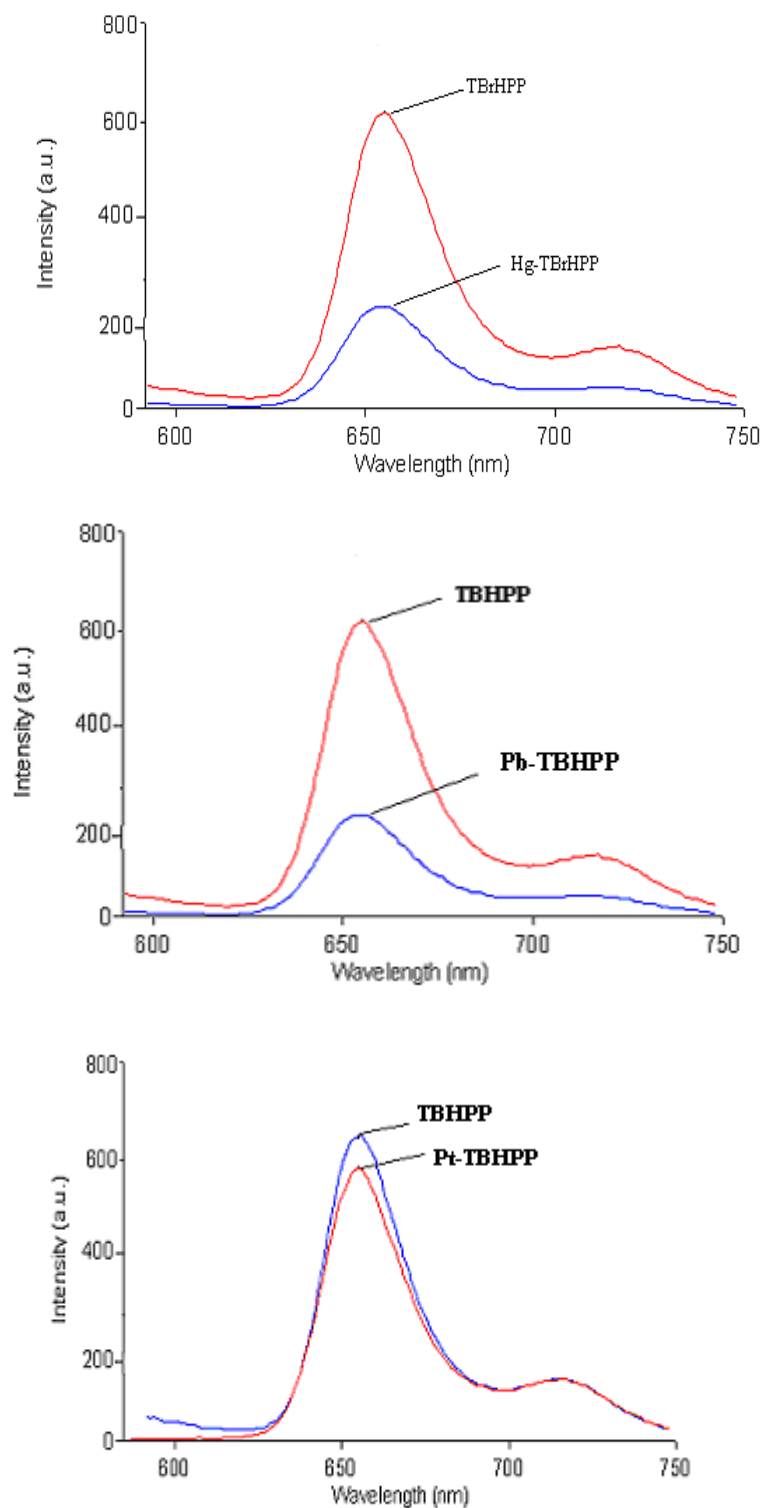 800
TBrHPP
600
Intensity (a.u.)
400
Hg-TBrHPP
200
0
600 650 700 750
Wavelength (nm)
800
TBHPP
600
Intensity (a.u.)
400
Pb-TBHPP
200
0
600 650 700 750
Wavelength (nm)
800
TBHPP
600
Pt-TBHPP
Intensity (a.u.)
400
200
0
600 650 700 750
Wavelength (nm)